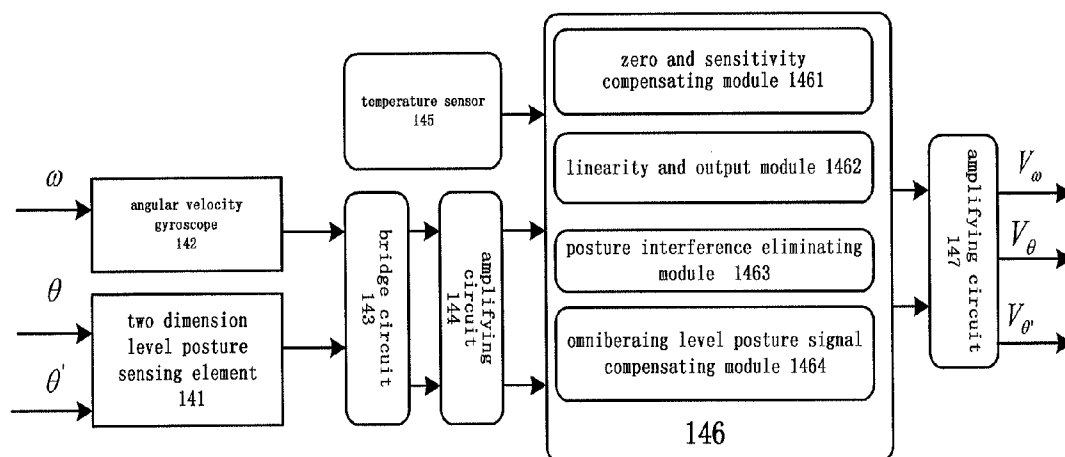 zero and sensitivity
compensating module 1461
temperature sensor
145
linearity and output module 1462
ω
angular velocity
gyroscope
142
bridge circuit
143
amplifying
circuit
144
posture interference eliminating
module 1463
θ
θ'
two dimension
level posture
sensing element
141
omniberaing level posture signal
compensating module 1464
146
amplifying
circuit
147
Vω
Vθ
Vθ'